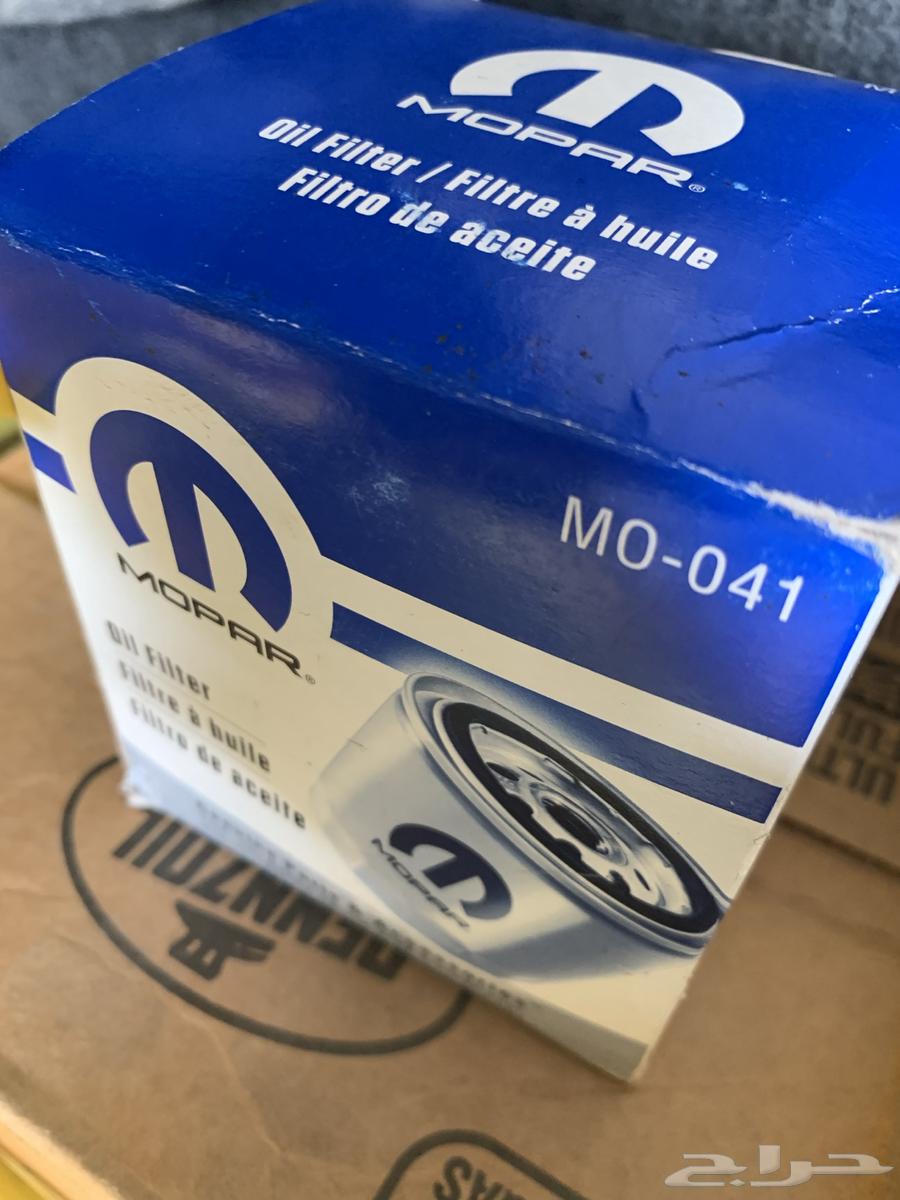 MOPAR®
Oil Filter / Filtre à huile
Filtro de aceite
MO-041
MOPAR®
Oil Filter
Filtre à huile
Filtro de aceite
MOPAR
PENNZOIL
حراج